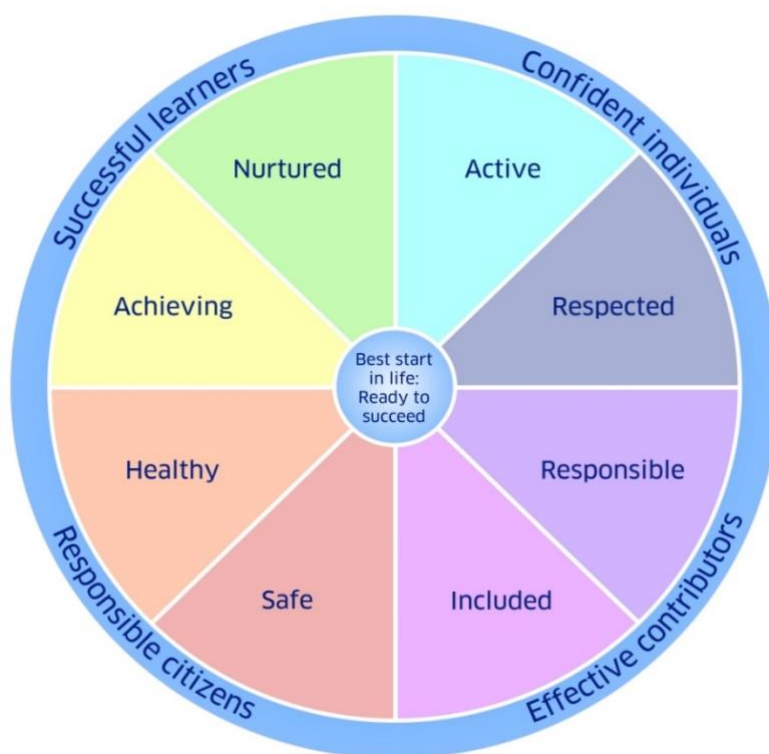 Successful learners
Confident individuals
Nurtured
Active
Achieving
Respected
Best start
in life:
Ready to
succeed
Healthy
Responsible
Safe
Included
Responsible citizens
Effective contributors